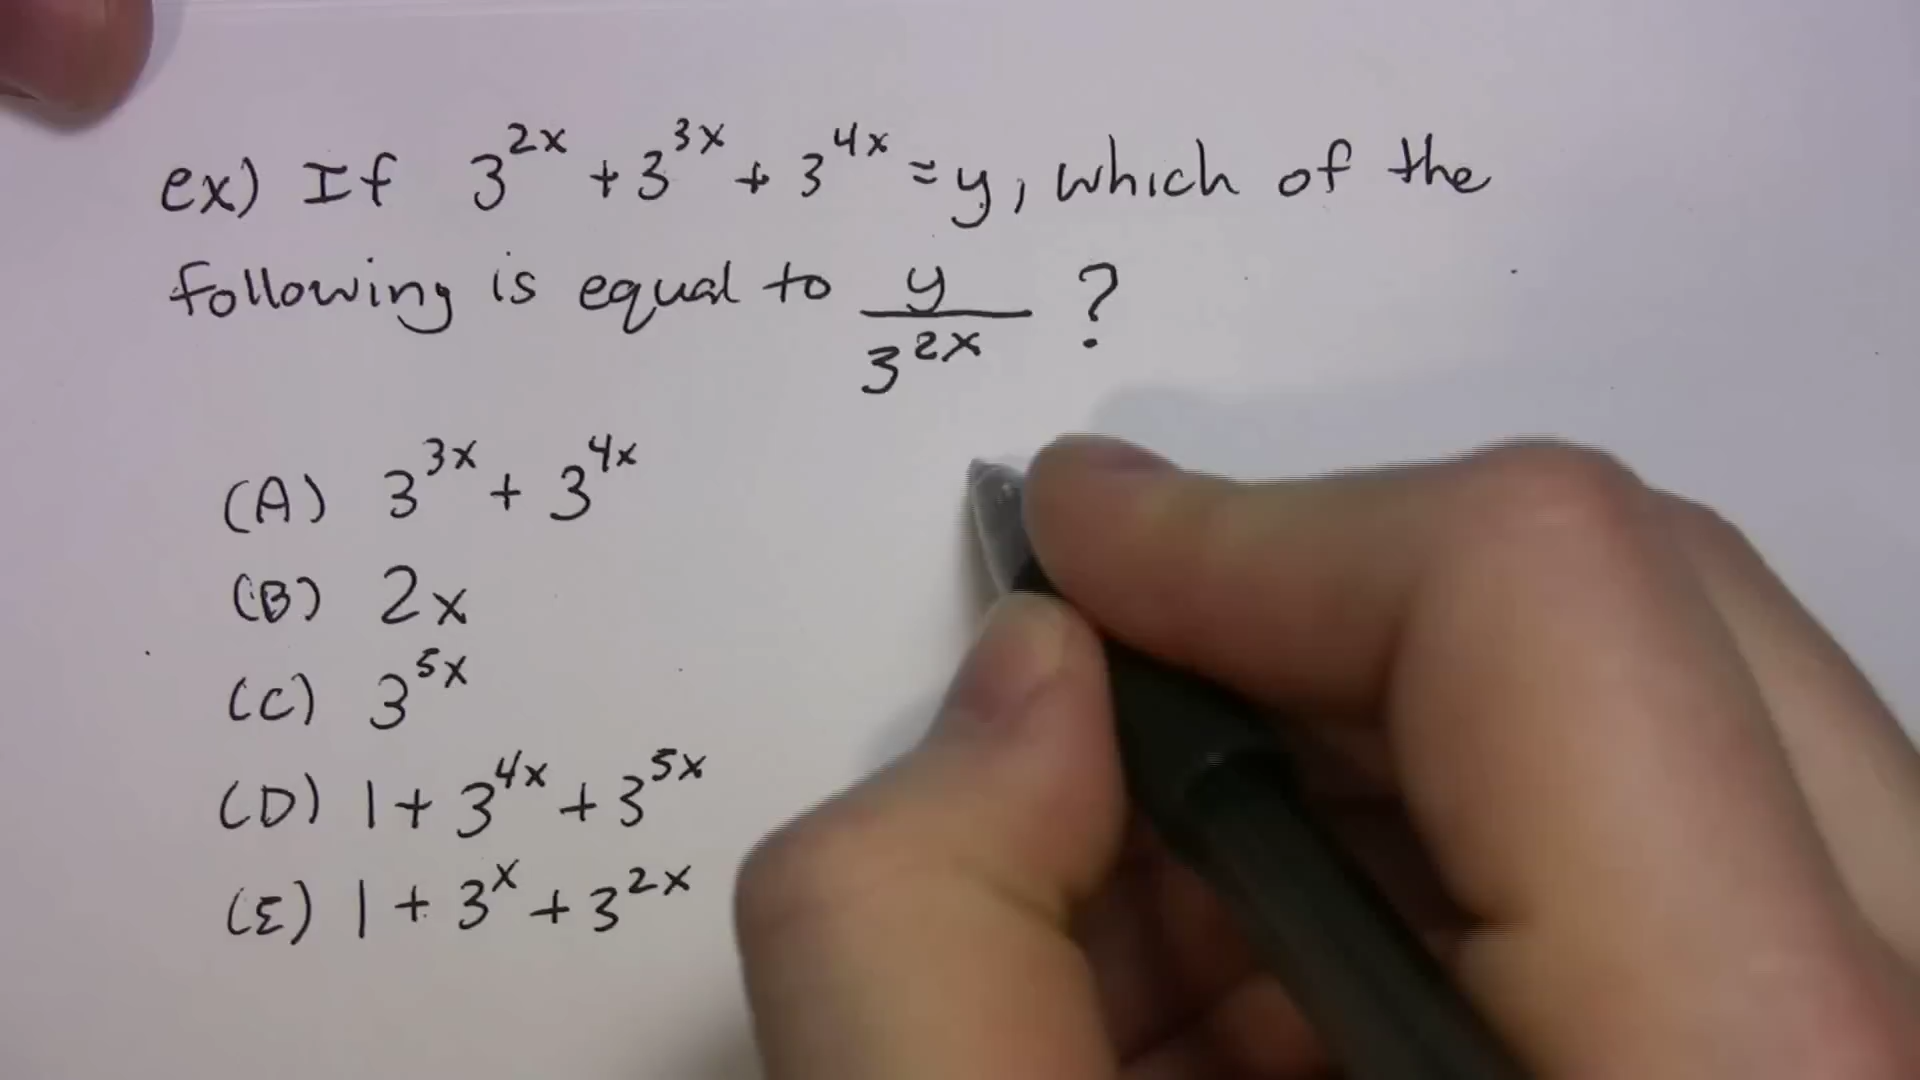 ex) If 3^{2x} + 3^{3x} + 3^{4x} = y, which of the
following is equal to \frac{y}{3^{2x}} ?
(A) 3^{3x} + 3^{4x}
(B) 2x
(C) 3^{5x}
(D) 1 + 3^{4x} + 3^{5x}
(E) 1 + 3^{x} + 3^{2x}